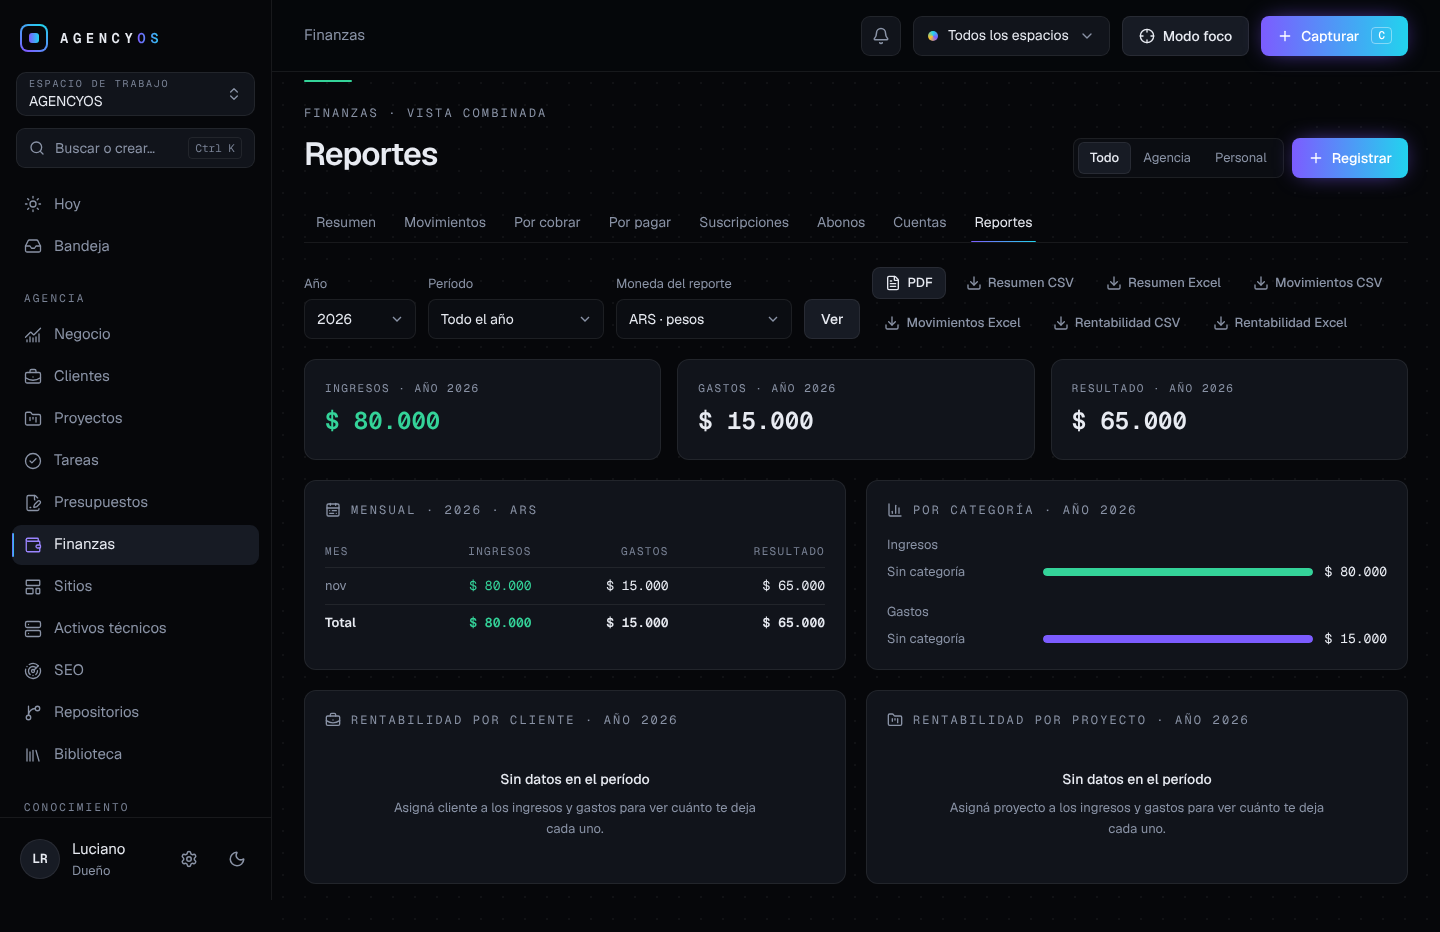 AGENCYOS
ESPACIO DE TRABAJO
AGENCYOS
Buscar o crear...
Ctrl K
Hoy
Bandeja
AGENCIA
Negocio
Clientes
Proyectos
Tareas
Presupuestos
Finanzas
Sitios
Activos técnicos
SEO
Repositorios
Biblioteca
CONOCIMIENTO
LR
Luciano
Dueño
Finanzas
Todos los espacios
Modo foco
Capturar C
FINANZAS · VISTA COMBINADA
Reportes
Todo Agencia Personal
Registrar
Resumen Movimientos Por cobrar Por pagar Suscripciones Abonos Cuentas Reportes
Año Período Moneda del reporte
2026 Todo el año ARS · pesos Ver
PDF Resumen CSV Resumen Excel Movimientos CSV
Movimientos Excel Rentabilidad CSV Rentabilidad Excel
INGRESOS · AÑO 2026
$ 80.000
GASTOS · AÑO 2026
$ 15.000
RESULTADO · AÑO 2026
$ 65.000
MENSUAL · 2026 · ARS
MES INGRESOS GASTOS RESULTADO
nov $ 80.000 $ 15.000 $ 65.000
Total $ 80.000 $ 15.000 $ 65.000
POR CATEGORÍA · AÑO 2026
Ingresos
Sin categoría $ 80.000
Gastos
Sin categoría $ 15.000
RENTABILIDAD POR CLIENTE · AÑO 2026
Sin datos en el período
Asigná cliente a los ingresos y gastos para ver cuánto te deja
cada uno.
RENTABILIDAD POR PROYECTO · AÑO 2026
Sin datos en el período
Asigná proyecto a los ingresos y gastos para ver cuánto te deja
cada uno.